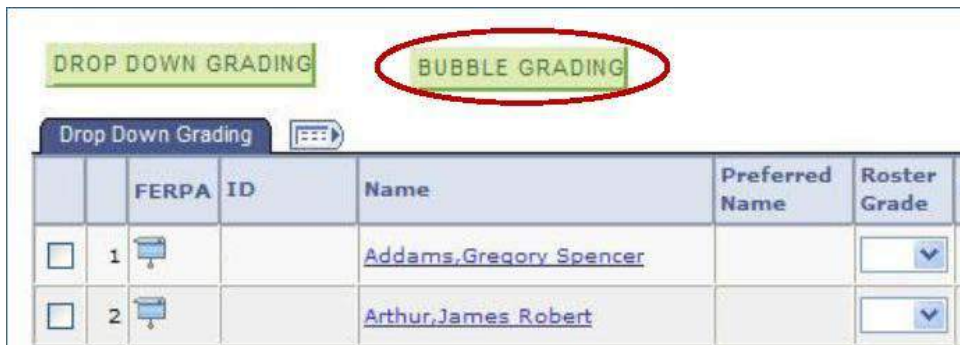 DROP DOWN GRADING BUBBLE GRADING
Drop Down Grading
FERPA ID Name Preferred Name Roster Grade
1 Addams,Gregory Spencer
2 Arthur,James Robert